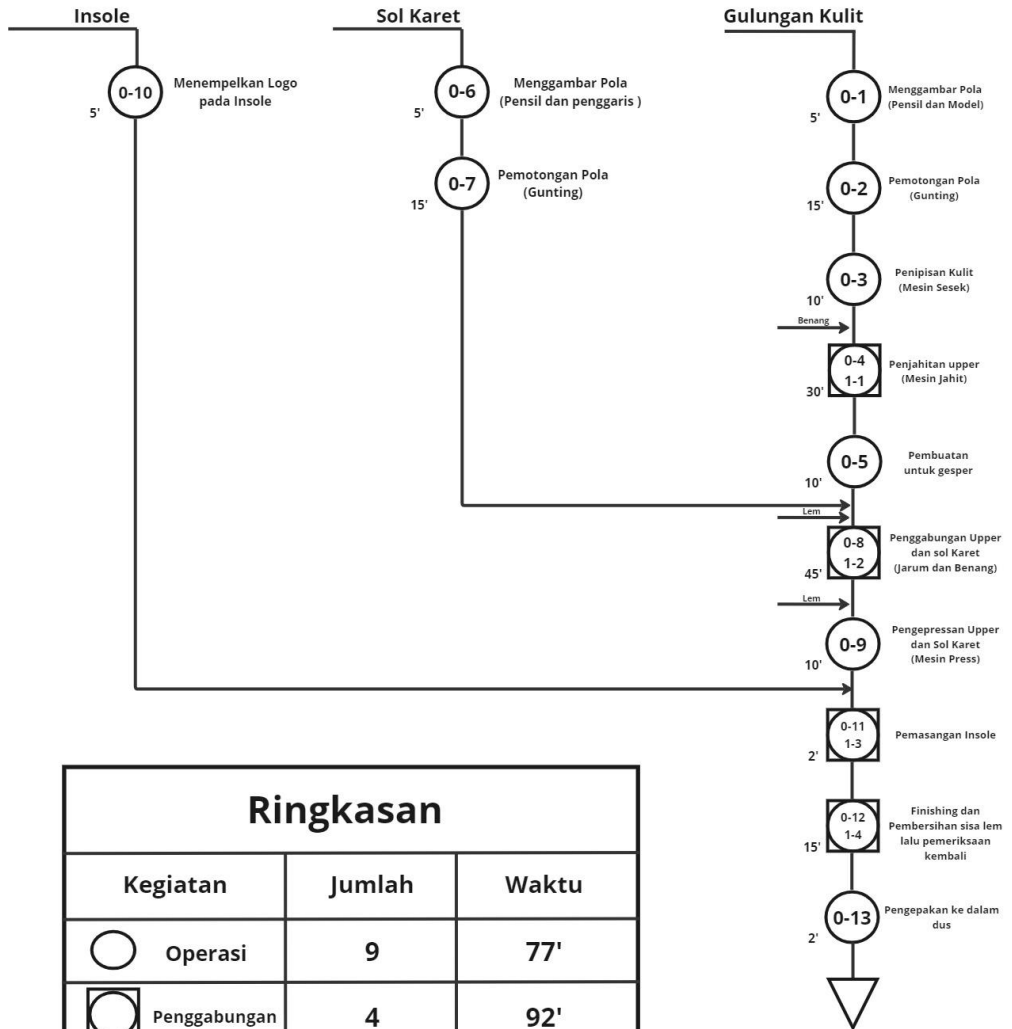 Insole
Sol Karet
Gulungan Kulit
0-10
5'
Menempelkan Logo
pada Insole
0-6
5'
Menggambar Pola
(Pensil dan penggaris )
0-7
15'
Pemotongan Pola
(Gunting)
0-1
5'
Menggambar Pola
(Pensil dan Model)
0-2
15'
Pemotongan Pola
(Gunting)
0-3
10'
Penipisan Kulit
(Mesin Sesek)
Benang
0-4
1-1
30'
Penjahitan upper
(Mesin Jahit)
0-5
10'
Pembuatan
untuk gesper
Lem
0-8
1-2
45'
Penggabungan Upper
dan sol Karet
(Jarum dan Benang)
Lem
0-9
10'
Pengepressan Upper
dan Sol Karet
(Mesin Press)
0-11
1-3
2'
Pemasangan Insole
0-12
1-4
15'
Finishing dan
Pembersihan sisa lem
lalu pemeriksaan
kembali
0-13
2'
Pengepakan ke dalam
dus
Ringkasan
Kegiatan Jumlah Waktu
Operasi 9 77'
Penggabungan 4 92'